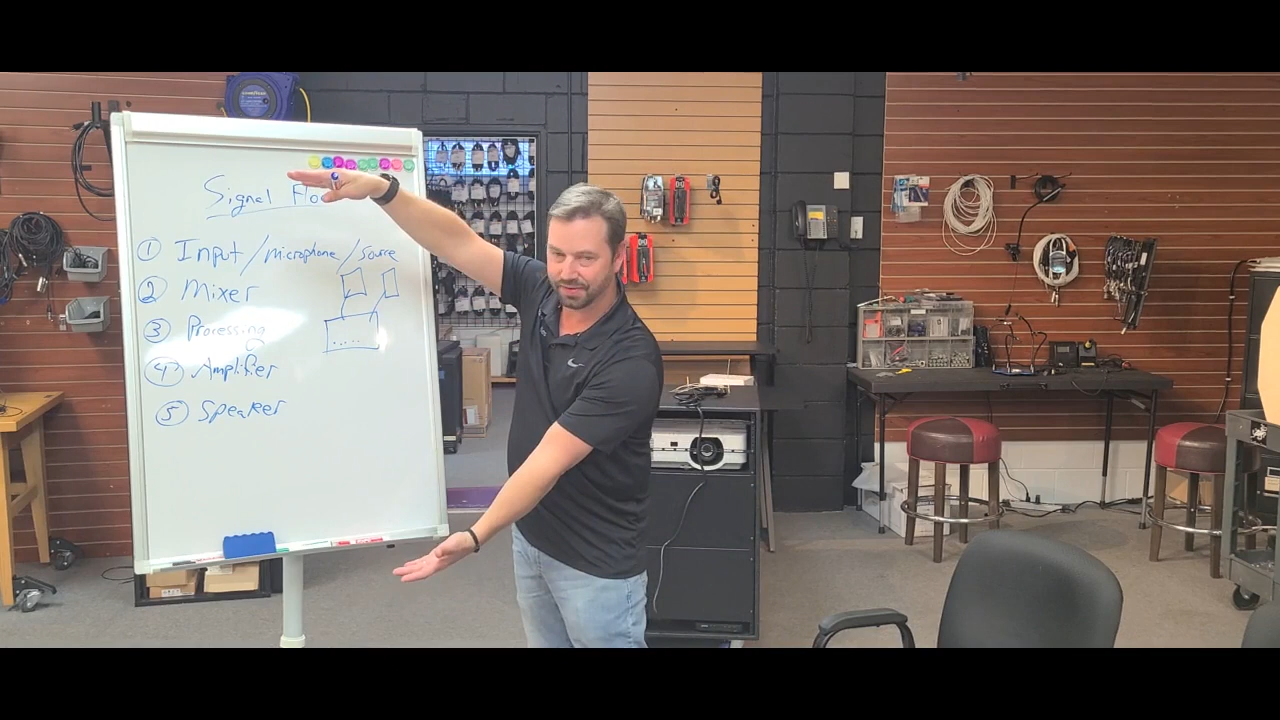 Signal Flo
① Input/microphone/source
② Mixer
③ Processing
④ Amplifier
⑤ Speaker